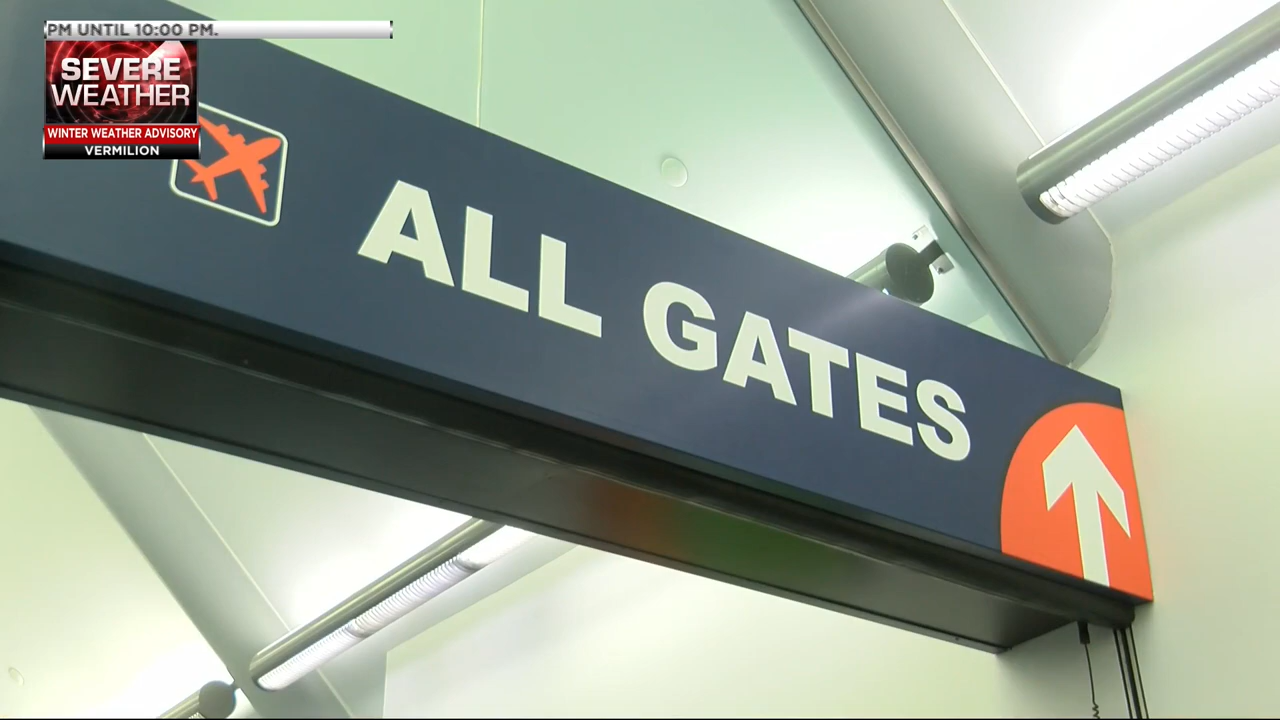 PM UNTIL 10:00 PM.
SEVERE
WEATHER
WINTER WEATHER ADVISORY
VERMILION
ALL GATES